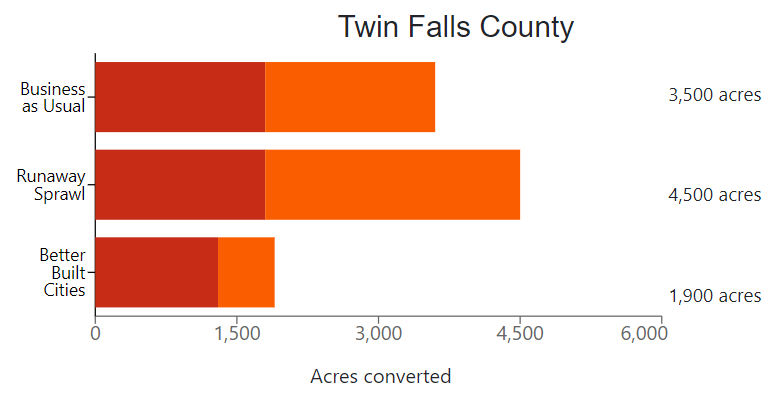 Twin Falls County
Business
as Usual
3,500 acres
Runaway
Sprawl
4,500 acres
Better
Built
Cities
1,900 acres
0
1,500
3,000
4,500
6,000
Acres converted